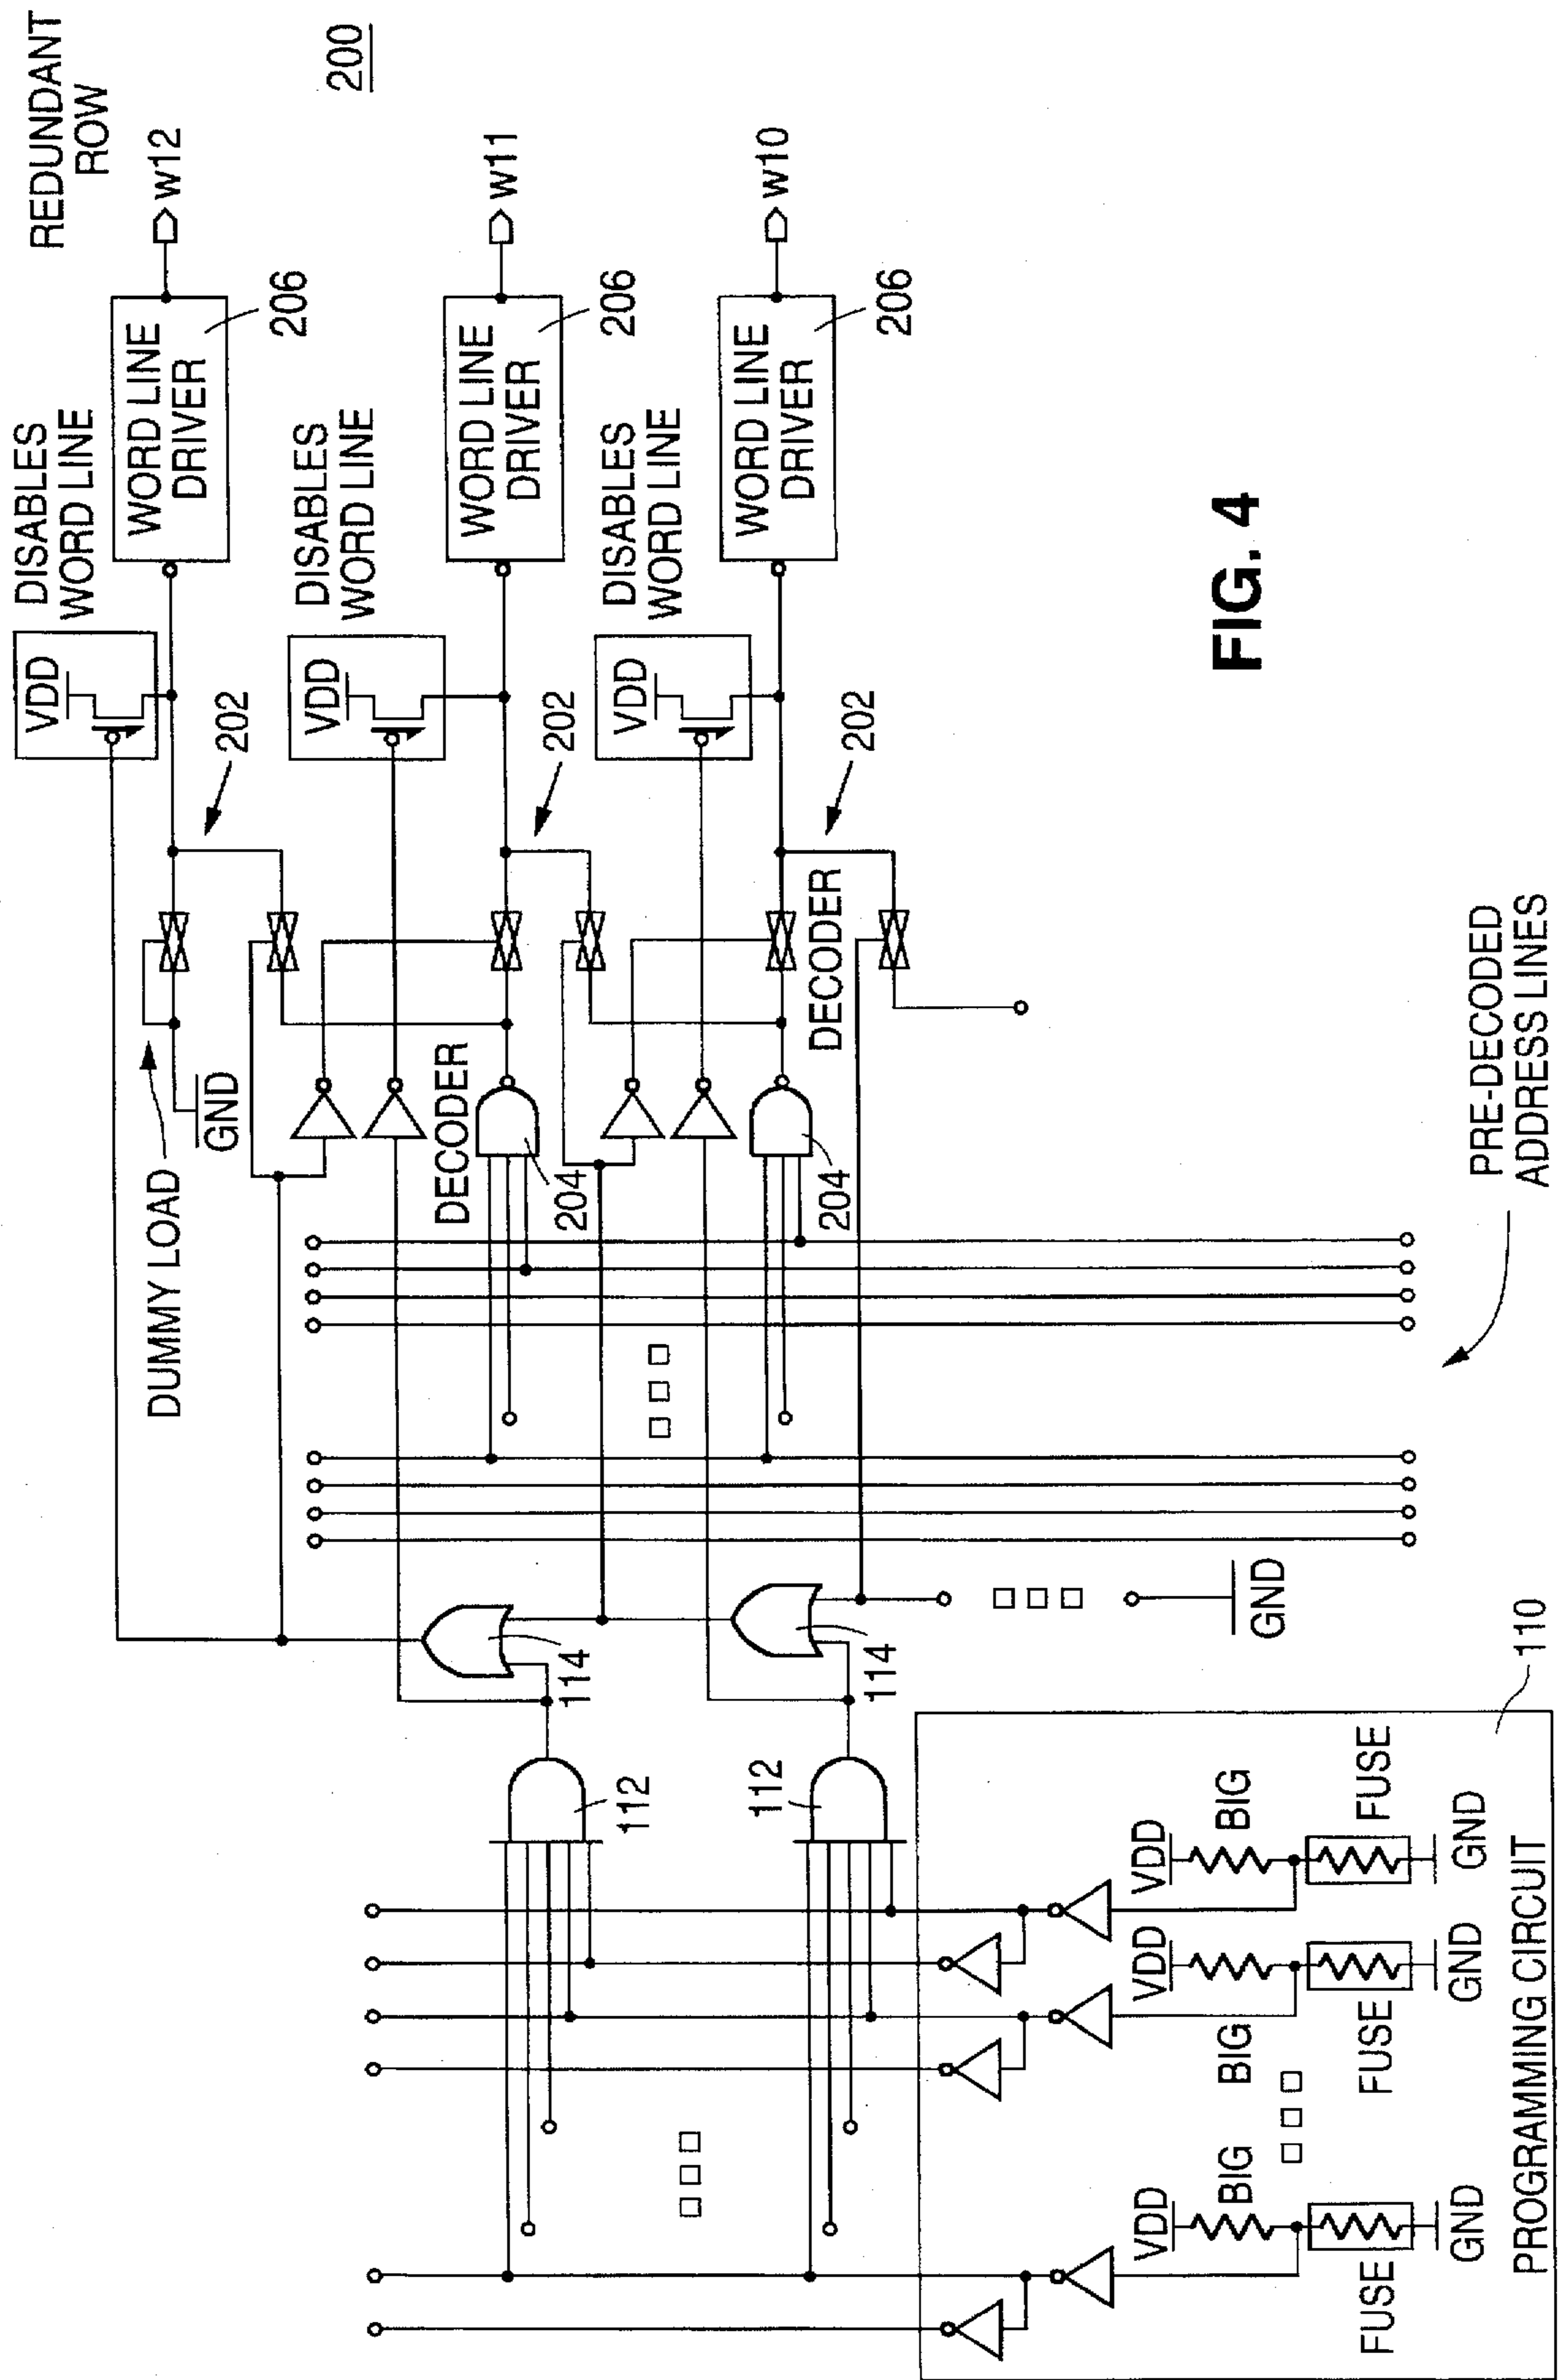 REDUNDANT
ROW
200
w12
w11
w10
WORD LINE
DRIVER
206
WORD LINE
DRIVER
206
WORD LINE
DRIVER
206
DISABLES
WORD LINE
DISABLES
WORD LINE
DISABLES
WORD LINE
VDD
VDD
VDD
202
202
202
DUMMY LOAD
GND
DECODER
204
DECODER
204
PRE-DECODED
ADDRESS LINES
114
114
GND
112
112
110
VDD
BIG
FUSE
GND
VDD
BIG
FUSE
GND
VDD
BIG
FUSE
GND
PROGRAMMING CIRCUIT
FIG. 4